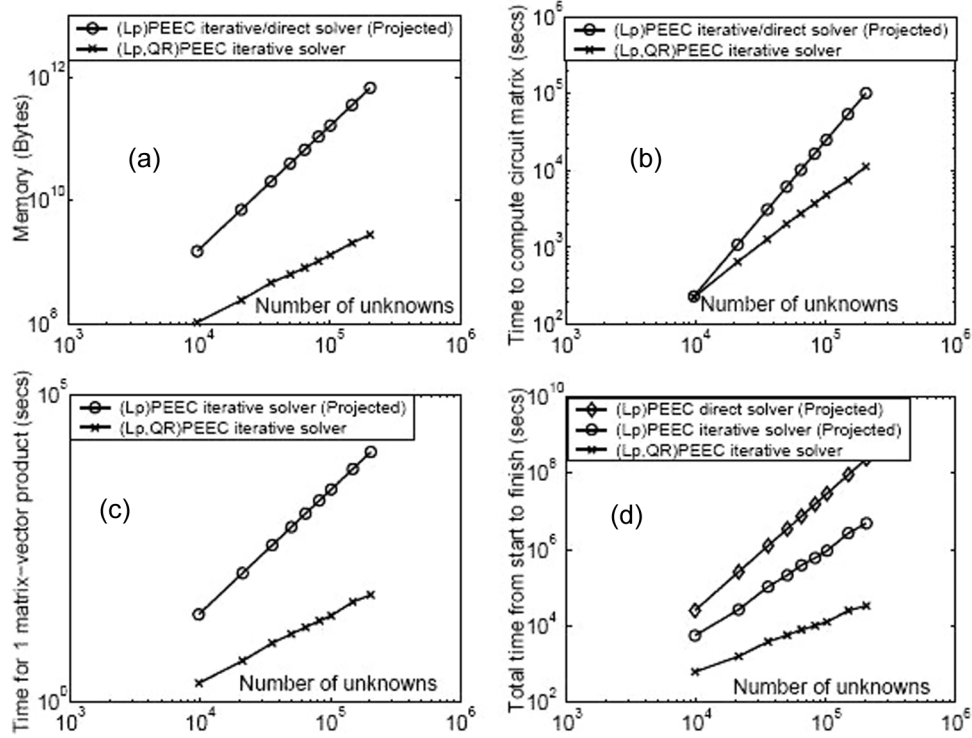 (Lp)PEEC iterative/direct solver (Projected)
(Lp,QR)PEEC iterative solver
Memory (Bytes)
10^12
10^10
10^8
(a)
Number of unknowns
10^3 10^4 10^5 10^6
(Lp)PEEC iterative/direct solver (Projected)
(Lp,QR)PEEC iterative solver
Time to compute circuit matrix (secs)
10^6
10^5
10^4
10^3
10^2
(b)
Number of unknowns
10^3 10^4 10^5 10^6
(Lp)PEEC iterative solver (Projected)
(Lp,QR)PEEC iterative solver
Time for 1 matrix-vector product (secs)
10^5
10^0
(c)
Number of unknowns
10^3 10^4 10^5 10^6
(Lp)PEEC direct solver (Projected)
(Lp)PEEC iterative solver (Projected)
(Lp,QR)PEEC iterative solver
Total time from start to finish (secs)
10^10
10^8
10^6
10^4
10^2
(d)
Number of unknowns
10^3 10^4 10^5 10^6